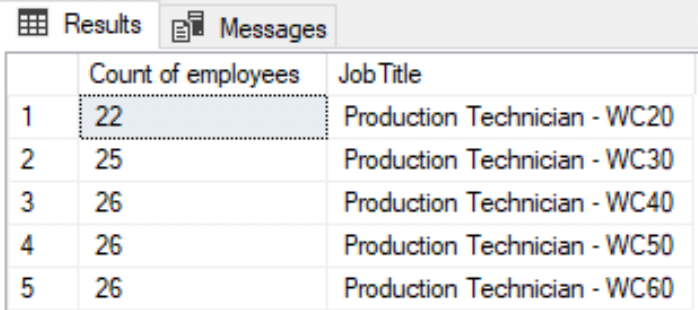 Results Messages
Count of employees JobTitle
1 22 Production Technician - WC20
2 25 Production Technician - WC30
3 26 Production Technician - WC40
4 26 Production Technician - WC50
5 26 Production Technician - WC60